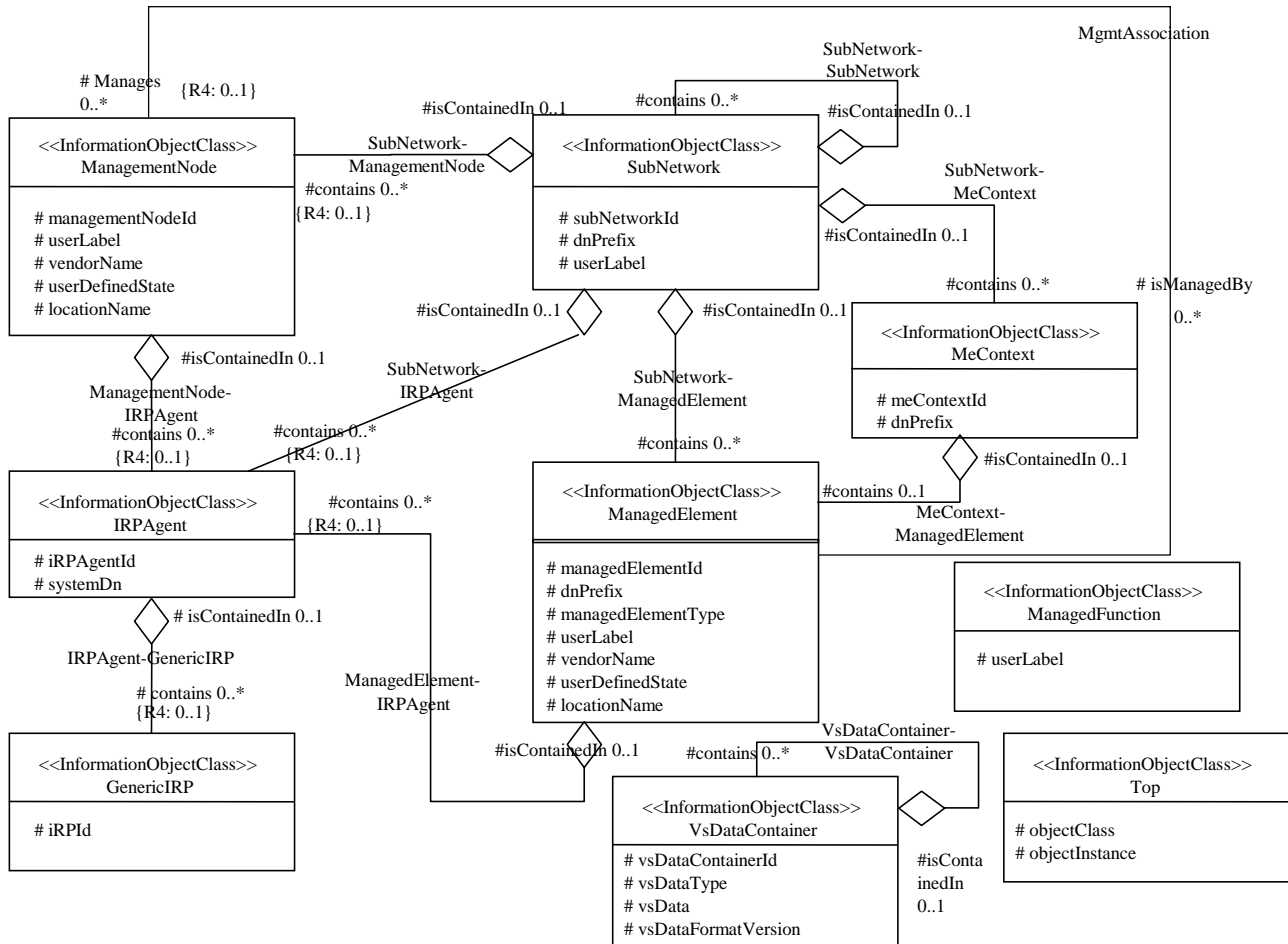 MgmtAssociation
SubNetwork-
SubNetwork
# Manages
0..*
{R4: 0..1}
#isContainedIn 0..1
#contains 0..*
#isContainedIn 0..1
<<InformationObjectClass>>
ManagementNode
# managementNodeId
# userLabel
# vendorName
# userDefinedState
# locationName
SubNetwork-
ManagementNode
#contains 0..*
{R4: 0..1}
<<InformationObjectClass>>
SubNetwork
# subNetworkId
# dnPrefix
# userLabel
SubNetwork-
MeContext
#isContainedIn 0..1
#contains 0..*
# isManagedBy
0..*
#isContainedIn 0..1
#isContainedIn 0..1
<<InformationObjectClass>>
MeContext
# meContextId
# dnPrefix
#isContainedIn 0..1
ManagementNode-
IRPAgent
#contains 0..*
{R4: 0..1}
SubNetwork-
IRPAgent
#contains 0..*
{R4: 0..1}
SubNetwork-
ManagedElement
#contains 0..*
#isContainedIn 0..1
#contains 0..1
MeContext-
ManagedElement
<<InformationObjectClass>>
IRPAgent
# iRPAgentId
# systemDn
#contains 0..*
{R4: 0..1}
<<InformationObjectClass>>
ManagedElement
# managedElementId
# dnPrefix
# managedElementType
# userLabel
# vendorName
# userDefinedState
# locationName
<<InformationObjectClass>>
ManagedFunction
# userLabel
# isContainedIn 0..1
IRPAgent-GenericIRP
# contains 0..*
{R4: 0..1}
ManagedElement-
IRPAgent
#isContainedIn 0..1
<<InformationObjectClass>>
GenericIRP
# iRPId
VsDataContainer-
VsDataContainer
#contains 0..*
<<InformationObjectClass>>
VsDataContainer
# vsDataContainerId
# vsDataType
# vsData
# vsDataFormatVersion
#isConta
inedIn
0..1
<<InformationObjectClass>>
Top
# objectClass
# objectInstance